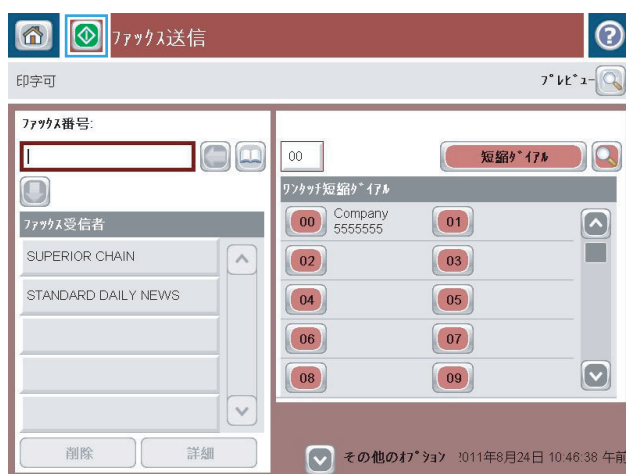 ﾌｧｯｸｽ送信
印字可
ﾌﾟﾚﾋﾞｭｰ
ﾌｧｯｸｽ番号:
00
短縮ﾀﾞｲｱﾙ
ﾜﾝﾀｯﾁ短縮ﾀﾞｲｱﾙ
ﾌｧｯｸｽ受信者
SUPERIOR CHAIN
STANDARD DAILY NEWS
00 Company 01
5555555
02 03
04 05
06 07
08 09
削除 詳細
その他のｵﾌﾟｼｮﾝ 2011年8月24日 10:46:38 午前